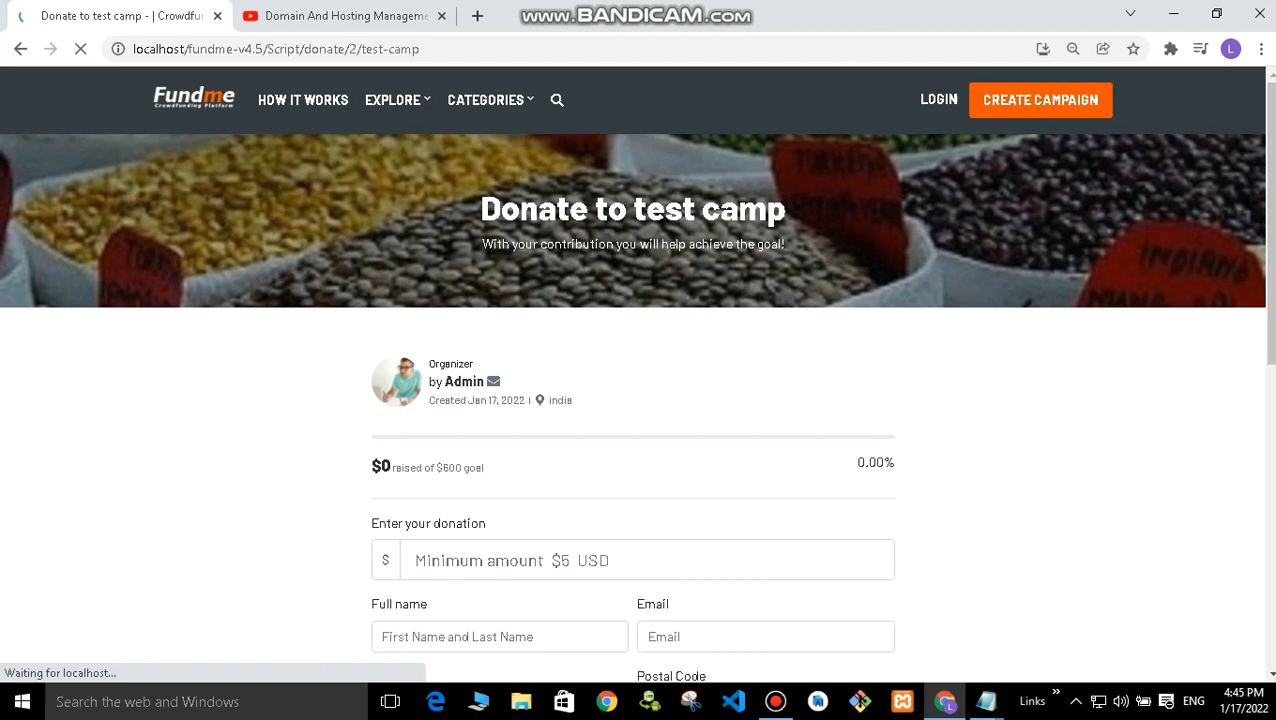 Donate to test camp - | Crowdfu
Domain And Hosting Manageme
www.BANDICAM.com
localhost/fundme-v4.5/Script/donate/2/test-camp
L
Fundme
Crowdfunding Platform
HOW IT WORKS
EXPLORE
CATEGORIES
LOGIN
CREATE CAMPAIGN
Donate to test camp
With your contribution you will help achieve the goal!
Organizer
by Admin
Created Jan 17, 2022 | india
$0 raised of $600 goal
0.00%
Enter your donation
$ Minimum amount $5 USD
Full name
Email
First Name and Last Name
Email
Postal Code
Waiting for localhost...
Search the web and Windows
Links
ENG
4:45 PM
1/17/2022